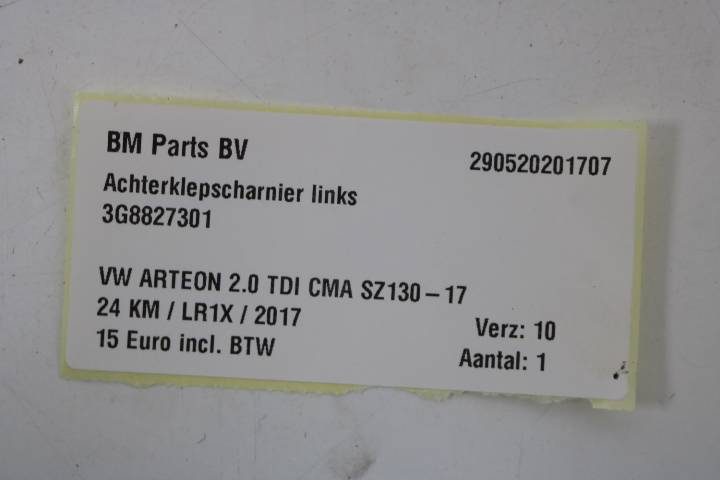 BM Parts BV
290520201707
Achterklepscharnier links
3G8827301
VW ARTEON 2.0 TDI CMA SZ130-17
24 KM / LR1X / 2017
Verz: 10
15 Euro incl. BTW
Aantal: 1